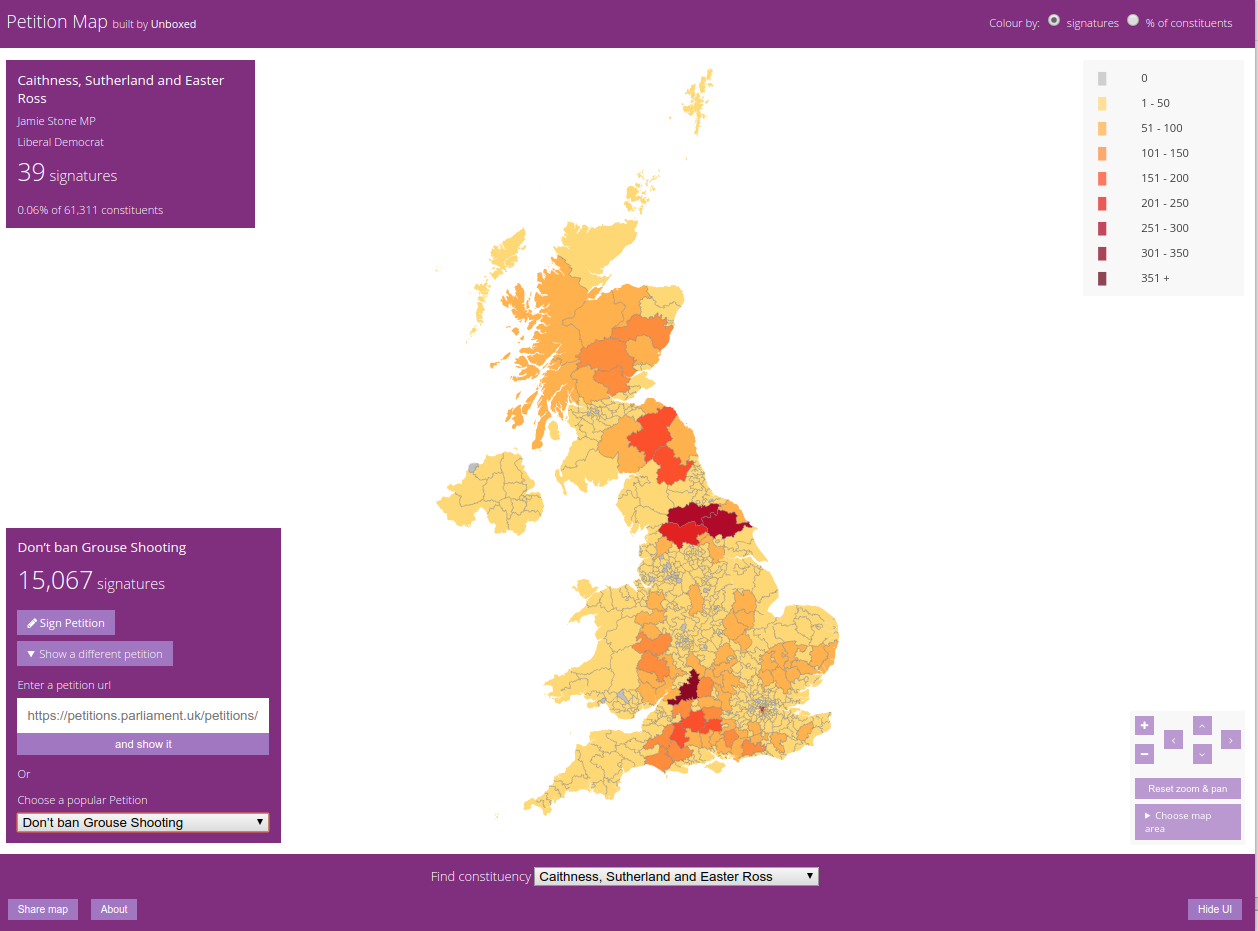 Petition Map built by Unboxed
Colour by: signatures % of constituents
Caithness, Sutherland and Easter
Ross
Jamie Stone MP
Liberal Democrat
39 signatures
0.06% of 61,311 constituents
0
1 - 50
51 - 100
101 - 150
151 - 200
201 - 250
251 - 300
301 - 350
351 +
Don't ban Grouse Shooting
15,067 signatures
Sign Petition
Show a different petition
Enter a petition url
https://petitions.parliament.uk/petitions/
and show it
Or
Choose a popular Petition
Don't ban Grouse Shooting
Reset zoom & pan
Choose map
area
Find constituency Caithness, Sutherland and Easter Ross
Share map About
Hide UI